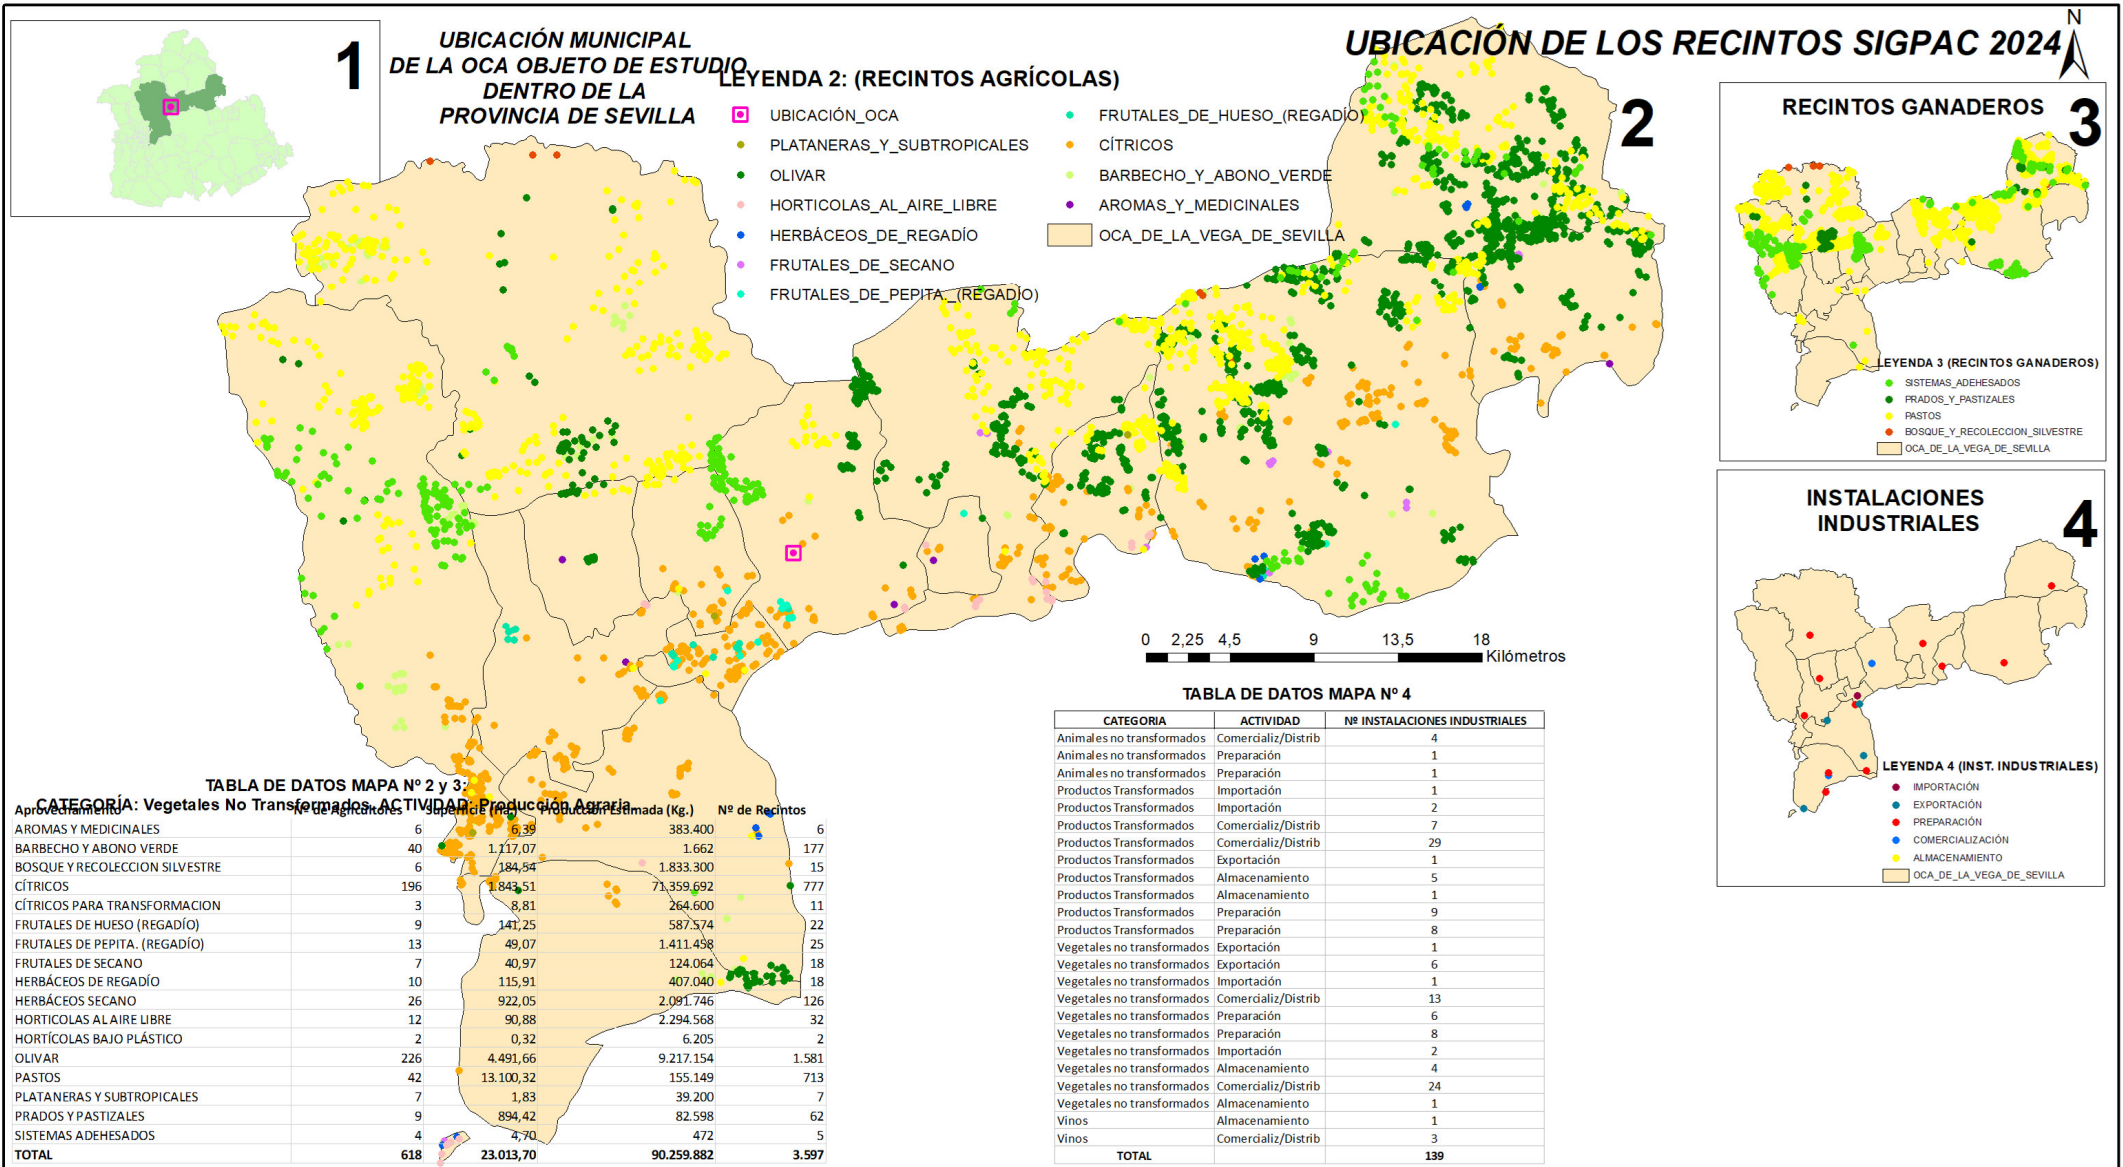 1
UBICACIÓN MUNICIPAL
DE LA OCA OBJETO DE ESTUDIO
DENTRO DE LA
PROVINCIA DE SEVILLA
UBICACIÓN DE LOS RECINTOS SIGPAC 2024
N
2
LEYENDA 2: (RECINTOS AGRÍCOLAS)
UBICACIÓN_OCA
PLATANERAS_Y_SUBTROPICALES
OLIVAR
HORTICOLAS_AL_AIRE_LIBRE
HERBÁCEOS_DE_REGADÍO
FRUTALES_DE_SECANO
FRUTALES_DE_PEPITA._(REGADÍO)
FRUTALES_DE_HUESO_(REGADÍO)
CÍTRICOS
BARBECHO_Y_ABONO_VERDE
AROMAS_Y_MEDICINALES
OCA_DE_LA_VEGA_DE_SEVILLA
RECINTOS GANADEROS
3
LEYENDA 3 (RECINTOS GANADEROS)
SISTEMAS_ADEHESADOS
PRADOS_Y_PASTIZALES
PASTOS
BOSQUE_Y_RECOLECCION_SILVESTRE
OCA_DE_LA_VEGA_DE_SEVILLA
INSTALACIONES
INDUSTRIALES
4
LEYENDA 4 (INST. INDUSTRIALES)
IMPORTACIÓN
EXPORTACIÓN
PREPARACIÓN
COMERCIALIZACIÓN
ALMACENAMIENTO
OCA_DE_LA_VEGA_DE_SEVILLA
0 2,25 4,5 9 13,5 18
Kilómetros
TABLA DE DATOS MAPA Nº 2 y 3:
CATEGORÍA: Vegetales No Transformados. ACTIVIDAD: Producción Agraria.
Aprovechamiento Nº de Agricultores Superficie (Ha.) Producción Estimada (Kg.) Nº de Recintos
AROMAS Y MEDICINALES 6 6,39 383.400 6
BARBECHO Y ABONO VERDE 40 1.117,07 1.662 177
BOSQUE Y RECOLECCION SILVESTRE 6 184,54 1.833.300 15
CÍTRICOS 196 1.843,51 71.359.692 777
CÍTRICOS PARA TRANSFORMACION 3 8,81 264.600 11
FRUTALES DE HUESO (REGADÍO) 9 141,25 587.574 22
FRUTALES DE PEPITA. (REGADÍO) 13 49,07 1.411.458 25
FRUTALES DE SECANO 7 40,97 124.064 18
HERBÁCEOS DE REGADÍO 10 115,91 407.040 18
HERBÁCEOS SECANO 26 922,05 2.091.746 126
HORTICOLAS AL AIRE LIBRE 12 90,88 2.294.568 32
HORTÍCOLAS BAJO PLÁSTICO 2 0,32 6.205 2
OLIVAR 226 4.491,66 9.217.154 1.581
PASTOS 42 13.100,32 155.149 713
PLATANERAS Y SUBTROPICALES 7 1,83 39.200 7
PRADOS Y PASTIZALES 9 894,42 82.598 62
SISTEMAS ADEHESADOS 4 4,70 472 5
TOTAL 618 23.013,70 90.259.882 3.597
TABLA DE DATOS MAPA Nº 4
CATEGORIA ACTIVIDAD Nº INSTALACIONES INDUSTRIALES
Animales no transformados Comercializ/Distrib 4
Animales no transformados Preparación 1
Animales no transformados Preparación 1
Productos Transformados Importación 1
Productos Transformados Importación 2
Productos Transformados Comercializ/Distrib 7
Productos Transformados Comercializ/Distrib 29
Productos Transformados Exportación 1
Productos Transformados Almacenamiento 5
Productos Transformados Almacenamiento 1
Productos Transformados Preparación 9
Productos Transformados Preparación 8
Vegetales no transformados Exportación 1
Vegetales no transformados Exportación 6
Vegetales no transformados Importación 1
Vegetales no transformados Comercializ/Distrib 13
Vegetales no transformados Preparación 6
Vegetales no transformados Preparación 8
Vegetales no transformados Importación 2
Vegetales no transformados Almacenamiento 4
Vegetales no transformados Comercializ/Distrib 24
Vegetales no transformados Almacenamiento 1
Vinos Almacenamiento 1
Vinos Comercializ/Distrib 3
TOTAL 139